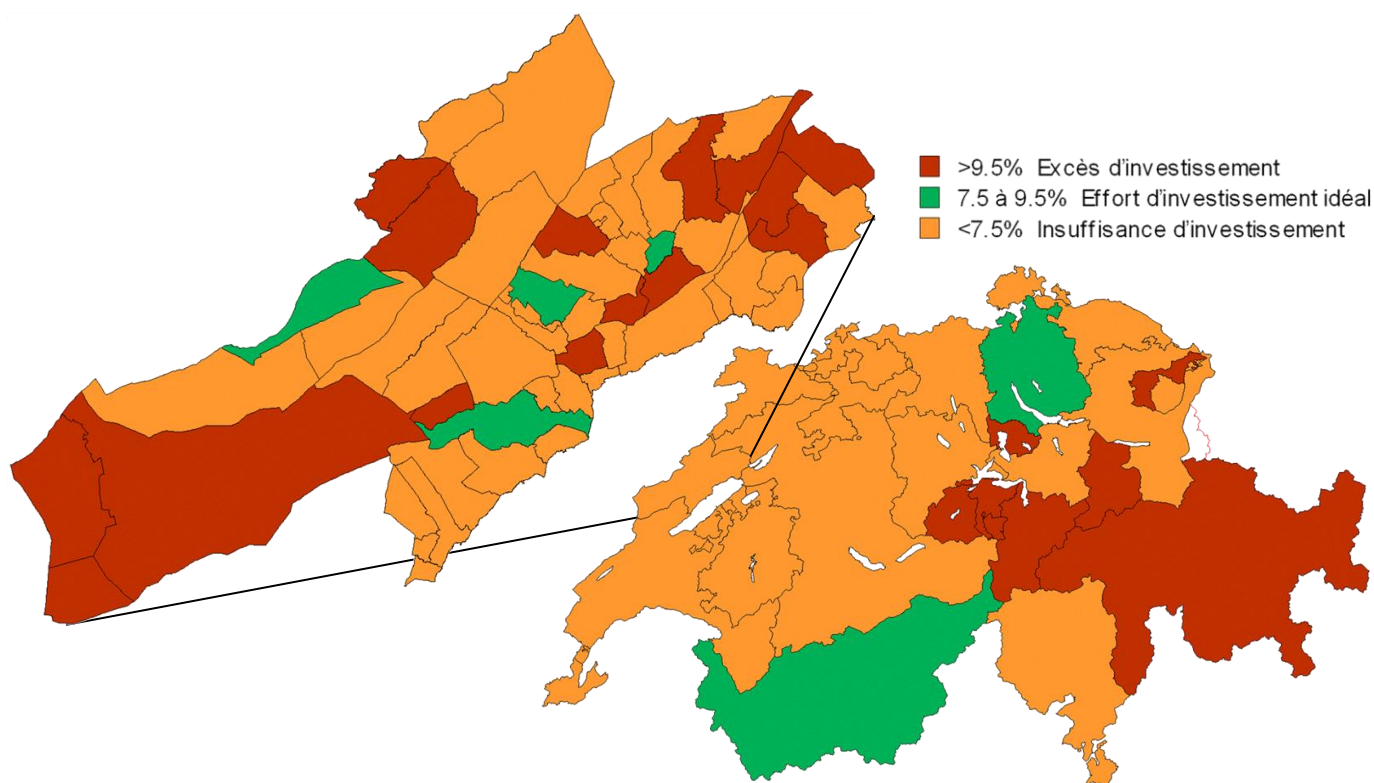 >9.5% Excès d'investissement
7.5 à 9.5% Effort d'investissement idéal
<7.5% Insuffisance d'investissement